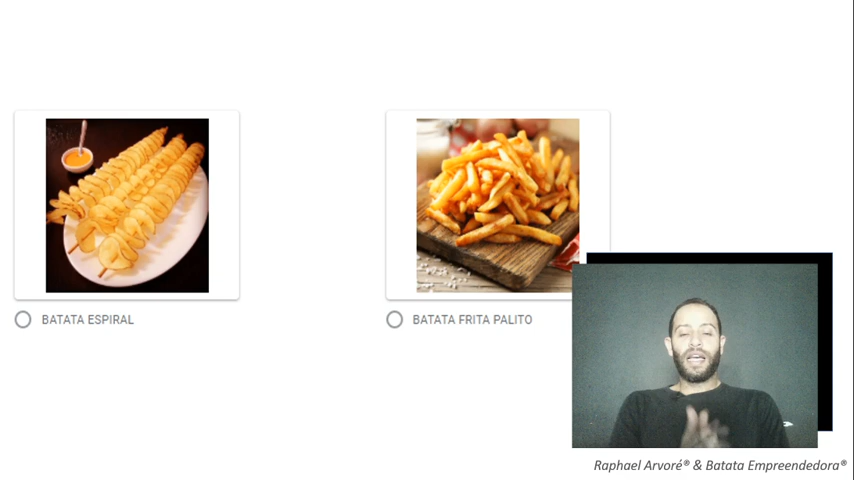 BATATA ESPIRAL
BATATA FRITA PALITO
Raphael Arvoré® & Batata Empreendedora®